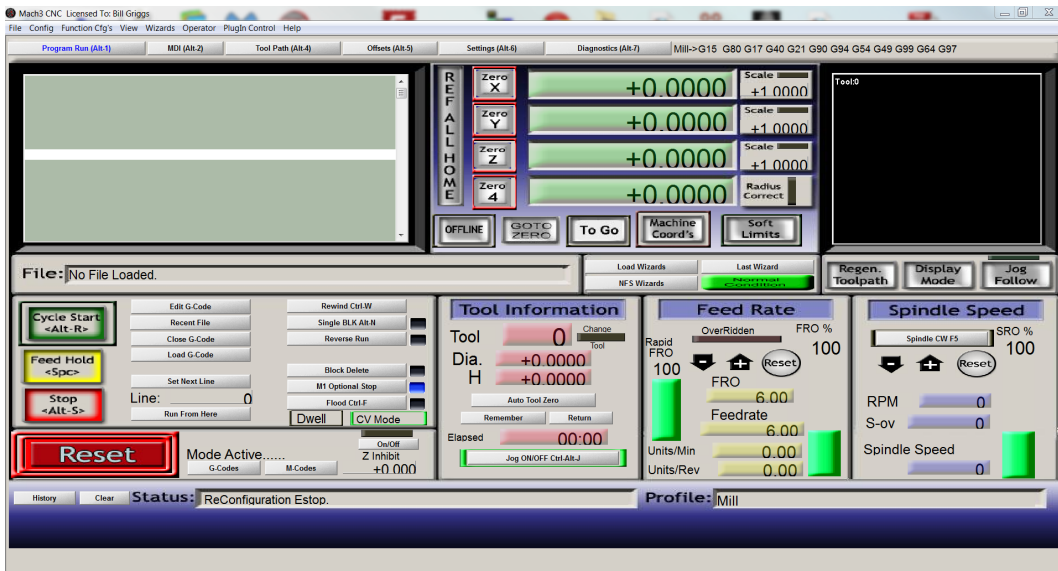 Mach3 CNC Licensed To: Bill Griggs
File Config Function Cfg's View Wizards Operator PlugIn Control Help
Program Run (Alt-1) MDI (Alt-2) Tool Path (Alt-4) Offsets (Alt-5) Settings (Alt-6) Diagnostics (Alt-7) Mill->G15 G80 G17 G40 G21 G90 G94 G54 G49 G99 G64 G97
REF ALL HOME
Zero X +0.0000 Scale +1.0000
Zero Y +0.0000 Scale +1.0000
Zero Z +0.0000 Scale +1.0000
Zero 4 +0.0000 Radius Correct
OFFLINE GOTO ZERO To Go Machine Coord's Soft Limits
Tool:0
File: No File Loaded.
Load Wizards Last Wizard
NFS Wizards Normal Condition
Regen. Toolpath Display Mode Jog Follow
Cycle Start <Alt-R>
Feed Hold <Spc>
Stop <Alt-S>
Edit G-Code Rewind Ctrl-W
Recent File Single BLK Alt-N
Close G-Code Reverse Run
Load G-Code
Block Delete
Set Next Line M1 Optional Stop
Line: 0 Flood Ctrl-F
Run From Here Dwell CV Mode
Reset
Mode Active......
G-Codes M-Codes
On/Off
Z Inhibit
+0.000
Tool Information
Tool 0 Change Tool
Dia. +0.0000
H +0.0000
Auto Tool Zero
Remember Return
Elapsed 00:00
Jog ON/OFF Ctrl-Alt-J
Feed Rate
OverRidden FRO %
100
Rapid FRO
100
Reset
FRO
6.00
Feedrate
6.00
Units/Min 0.00
Units/Rev 0.00
Spindle Speed
Spindle CW F5 SRO %
100
Reset
RPM 0
S-ov 0
Spindle Speed
0
History Clear Status: ReConfiguration Estop. Profile: Mill